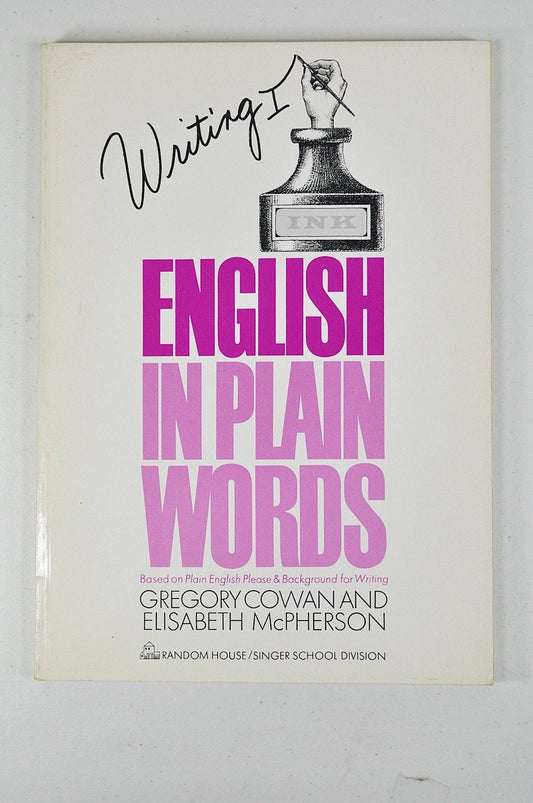 Writing I
INK
ENGLISH
IN PLAIN
WORDS
Based on Plain English Please & Background for Writing
GREGORY COWAN AND
ELISABETH McPHERSON
RANDOM HOUSE/SINGER SCHOOL DIVISION